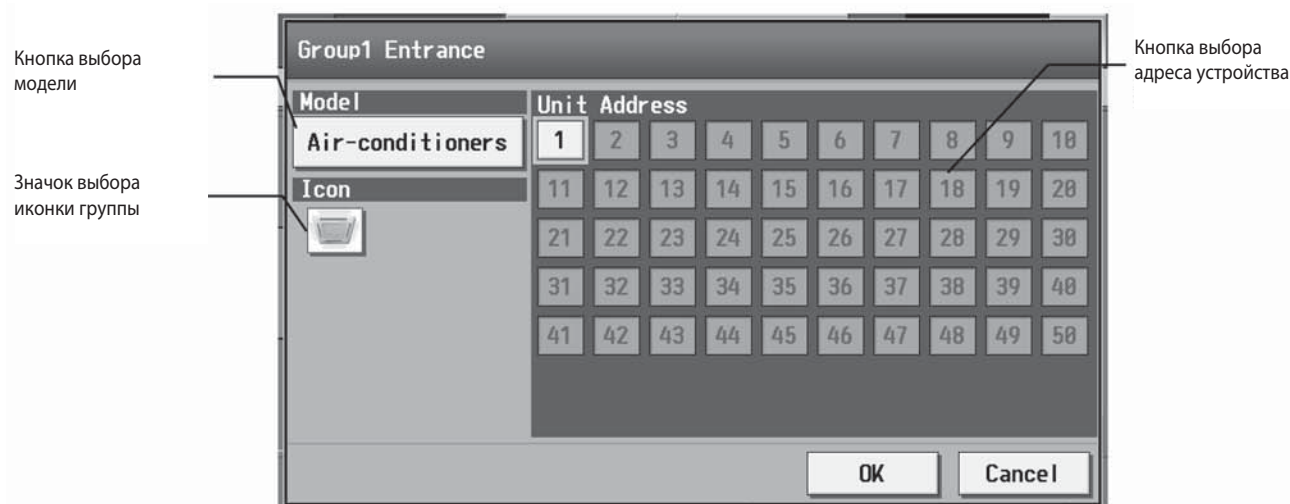 Кнопка выбора
модели
Значок выбора
иконки группы
Group1 Entrance
Model
Air-conditioners
Icon
Unit Address
1 2 3 4 5 6 7 8 9 10
11 12 13 14 15 16 17 18 19 20
21 22 23 24 25 26 27 28 29 30
31 32 33 34 35 36 37 38 39 40
41 42 43 44 45 46 47 48 49 50
OK Cancel
Кнопка выбора
адреса устройства